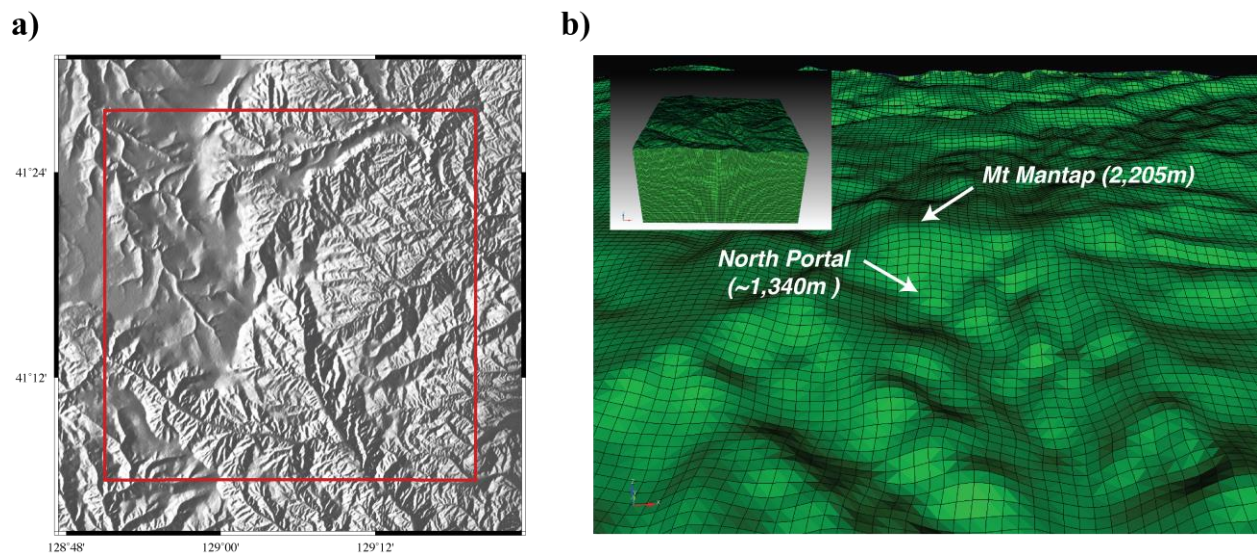 a)
41°24'
41°12'
128°48'
129°00'
129°12'
b)
Mt Mantap (2,205m)
North Portal
(~1,340m )